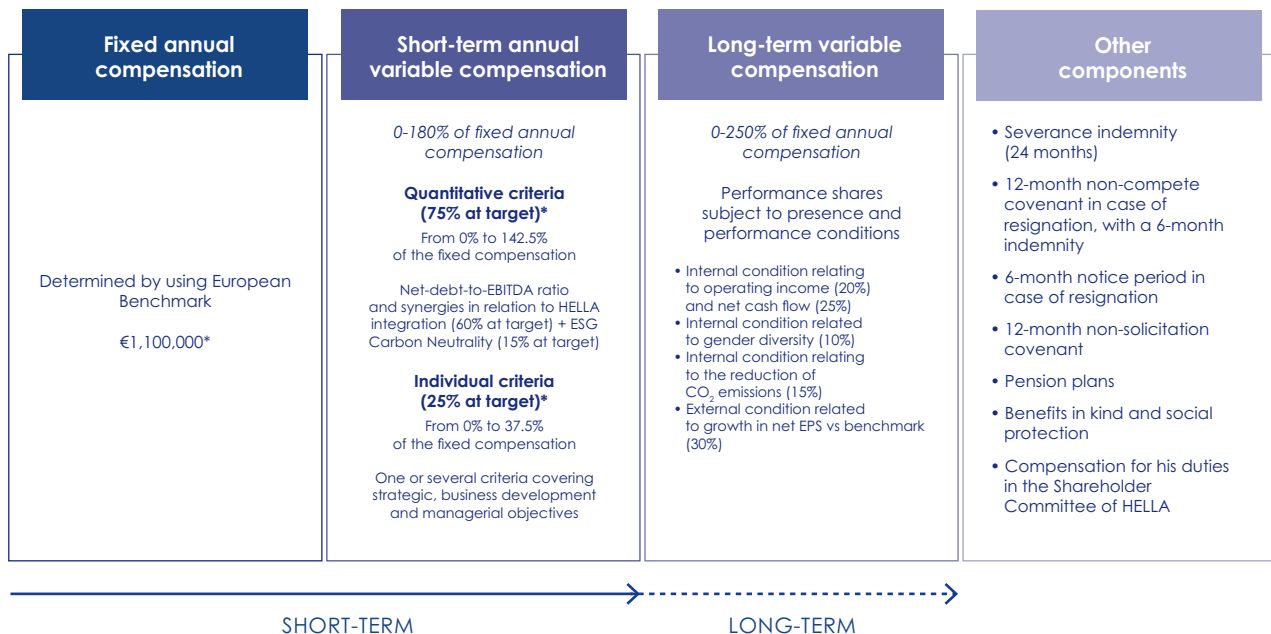 Fixed annual
compensation
Determined by using European
Benchmark
€1,100,000*
Short-term annual
variable compensation
0-180% of fixed annual
compensation
Quantitative criteria
(75% at target)*
From 0% to 142.5%
of the fixed compensation
Net-debt-to-EBITDA ratio
and synergies in relation to HELLA
integration (60% at target) + ESG
Carbon Neutrality (15% at target)
Individual criteria
(25% at target)*
From 0% to 37.5%
of the fixed compensation
One or several criteria covering
strategic, business development
and managerial objectives
Long-term variable
compensation
0-250% of fixed annual
compensation
Performance shares
subject to presence and
performance conditions
• Internal condition relating
to operating income (20%)
and net cash flow (25%)
• Internal condition related
to gender diversity (10%)
• Internal condition relating
to the reduction of
CO₂ emissions (15%)
• External condition related
to growth in net EPS vs benchmark
(30%)
Other
components
• Severance indemnity
(24 months)
• 12-month non-compete
covenant in case of
resignation, with a 6-month
indemnity
• 6-month notice period in
case of resignation
• 12-month non-solicitation
covenant
• Pension plans
• Benefits in kind and social
protection
• Compensation for his duties
in the Shareholder
Committee of HELLA
SHORT-TERM
LONG-TERM